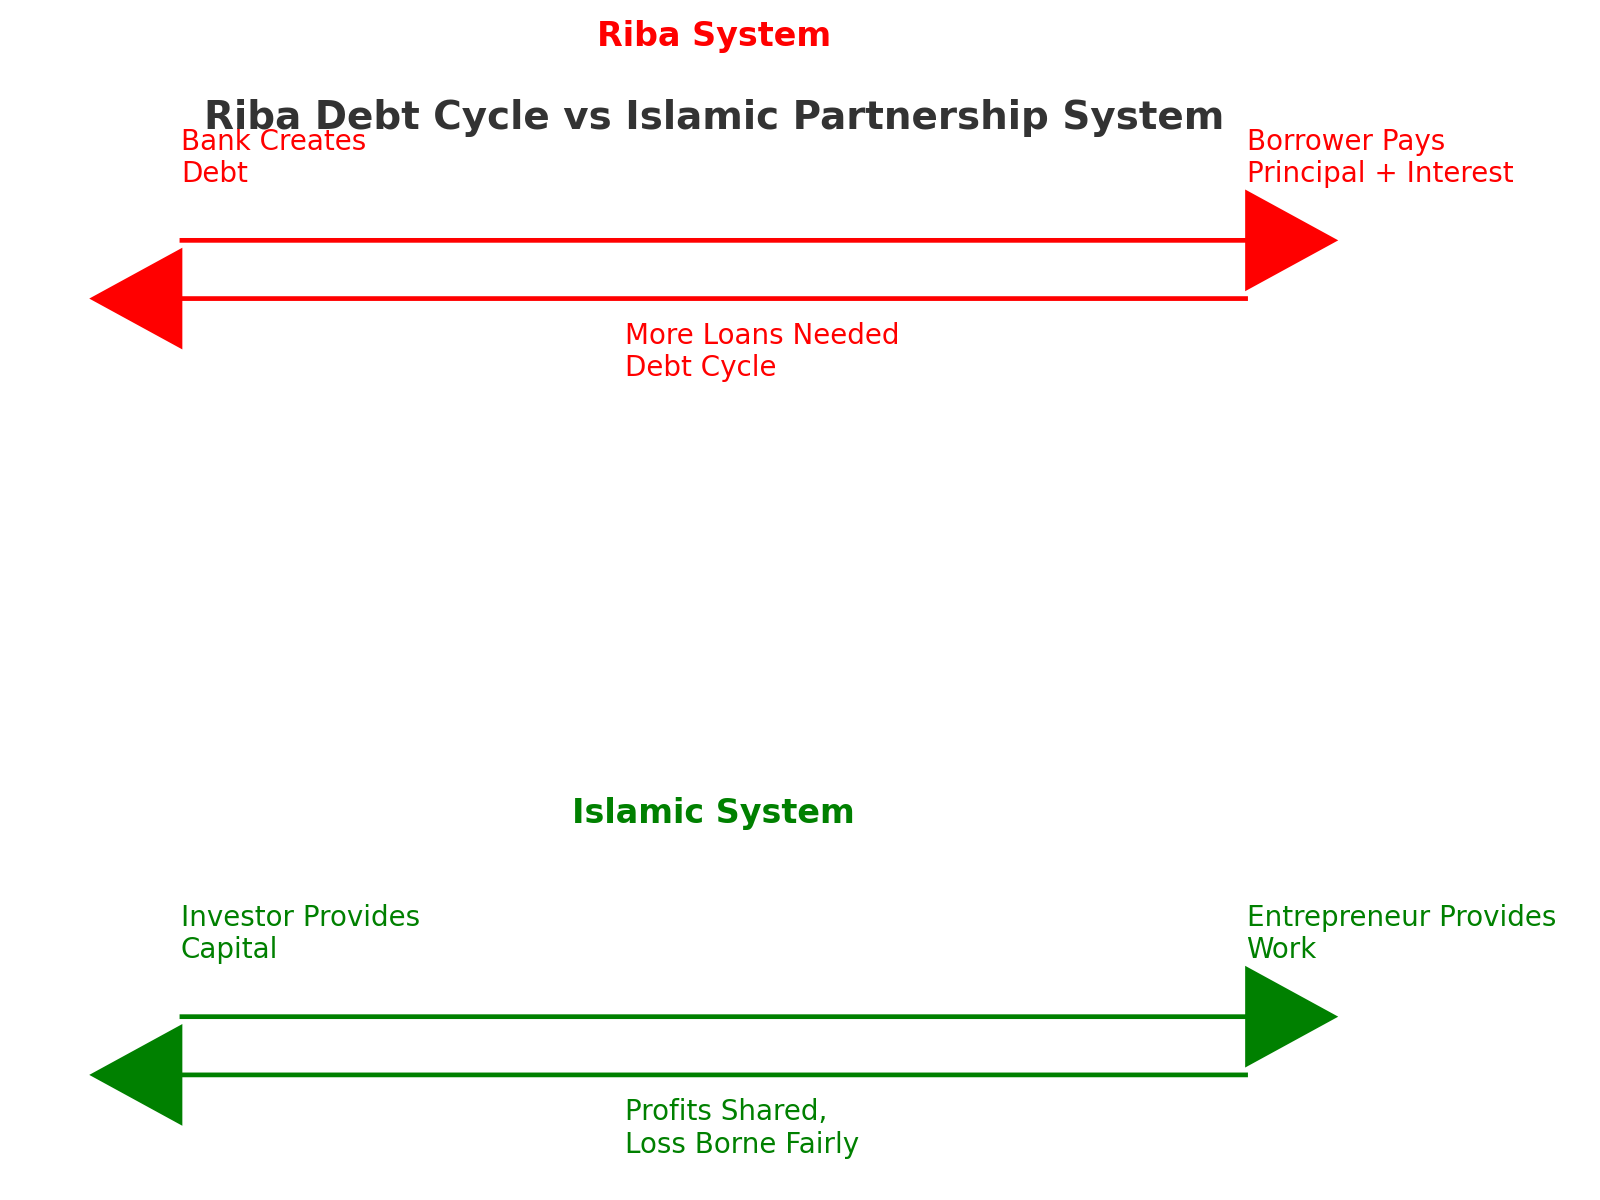 Riba System
Riba Debt Cycle vs Islamic Partnership System
Bank Creates
Debt
Borrower Pays
Principal + Interest
More Loans Needed
Debt Cycle
Islamic System
Investor Provides
Capital
Entrepreneur Provides
Work
Profits Shared,
Loss Borne Fairly